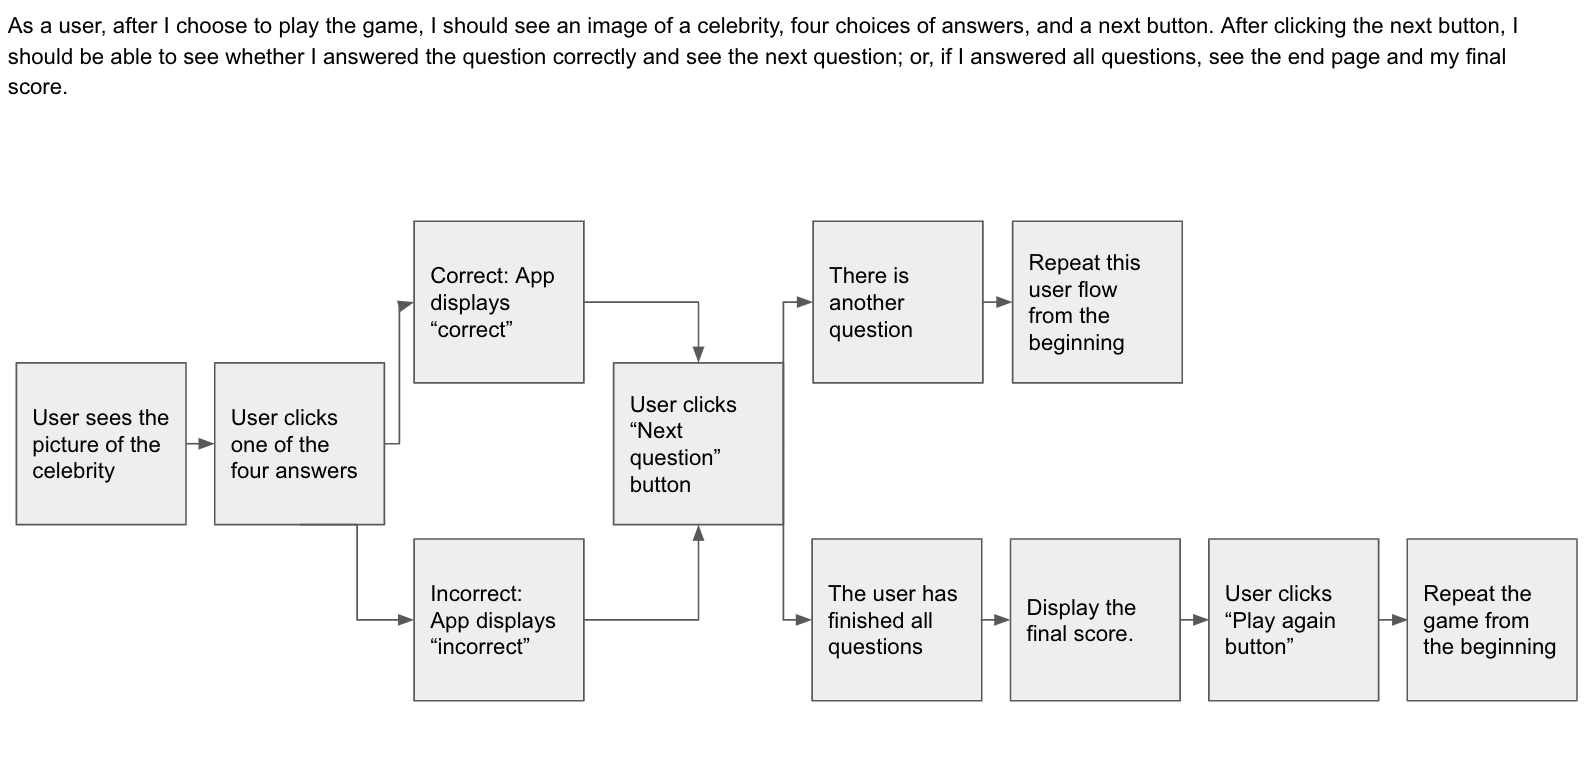 As a user, after I choose to play the game, I should see an image of a celebrity, four choices of answers, and a next button. After clicking the next button, I
should be able to see whether I answered the question correctly and see the next question; or, if I answered all questions, see the end page and my final
score.
User sees the
picture of the
celebrity
User clicks
one of the
four answers
Correct: App
displays
“correct”
Incorrect:
App displays
“incorrect”
User clicks
“Next
question”
button
There is
another
question
Repeat this
user flow
from the
beginning
The user has
finished all
questions
Display the
final score.
User clicks
“Play again
button”
Repeat the
game from
the beginning